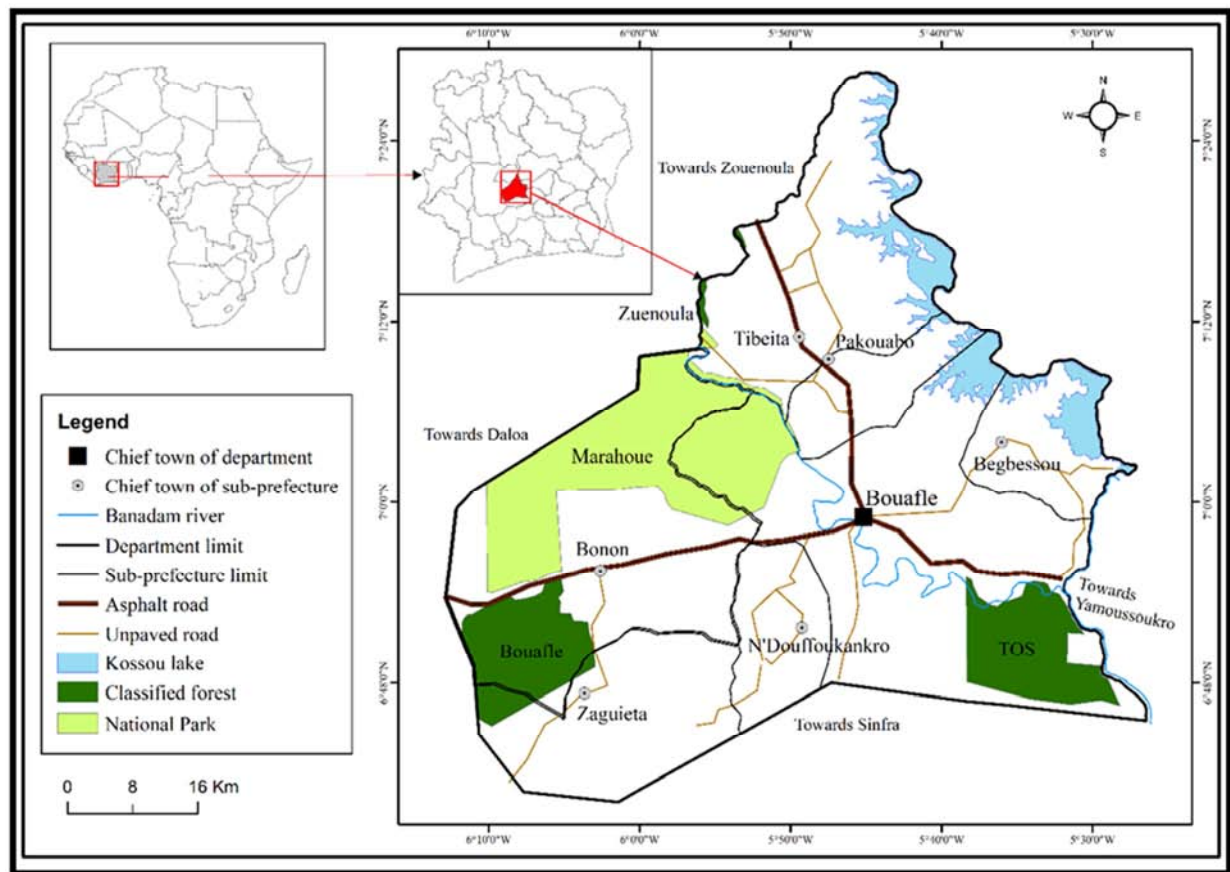 6°10'0"W
6°0'0"W
5°50'0"W
5°40'0"W
5°30'0"W
N
W
E
S
7°24'0"N
7°24'0"N
Towards Zouenoula
Zuenoula
7°12'0"N
7°12'0"N
Tibeita
Pakouabo
Towards Daloa
Marahoue
Begbessou
7°0'0"N
7°0'0"N
Bouafle
Bonon
Towards
Yamoussoukro
N'Douffoukankro
Bouafle
TOS
6°48'0"N
6°48'0"N
Zaguieta
Towards Sinfra
6°10'0"W
6°0'0"W
5°50'0"W
5°40'0"W
5°30'0"W
Legend
Chief town of department
Chief town of sub-prefecture
Banadam river
Department limit
Sub-prefecture limit
Asphalt road
Unpaved road
Kossou lake
Classified forest
National Park
0 8 16 Km